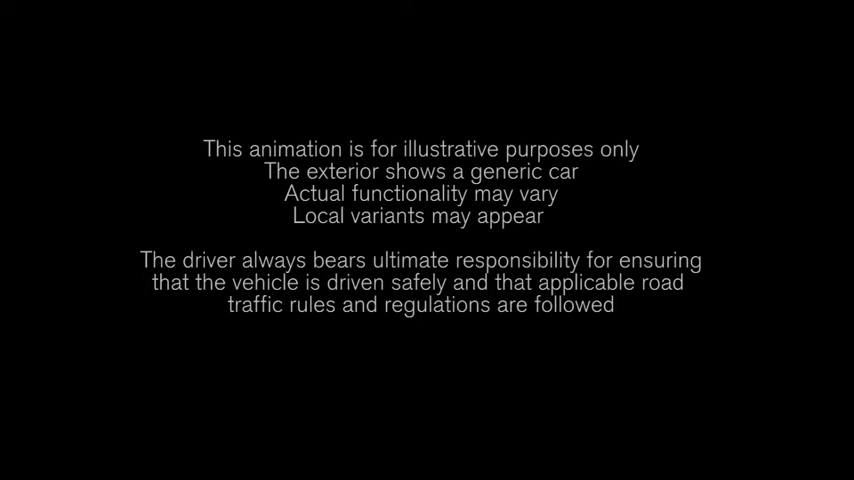 This animation is for illustrative purposes only
The exterior shows a generic car
Actual functionality may vary
Local variants may appear
The driver always bears ultimate responsibility for ensuring
that the vehicle is driven safely and that applicable road
traffic rules and regulations are followed